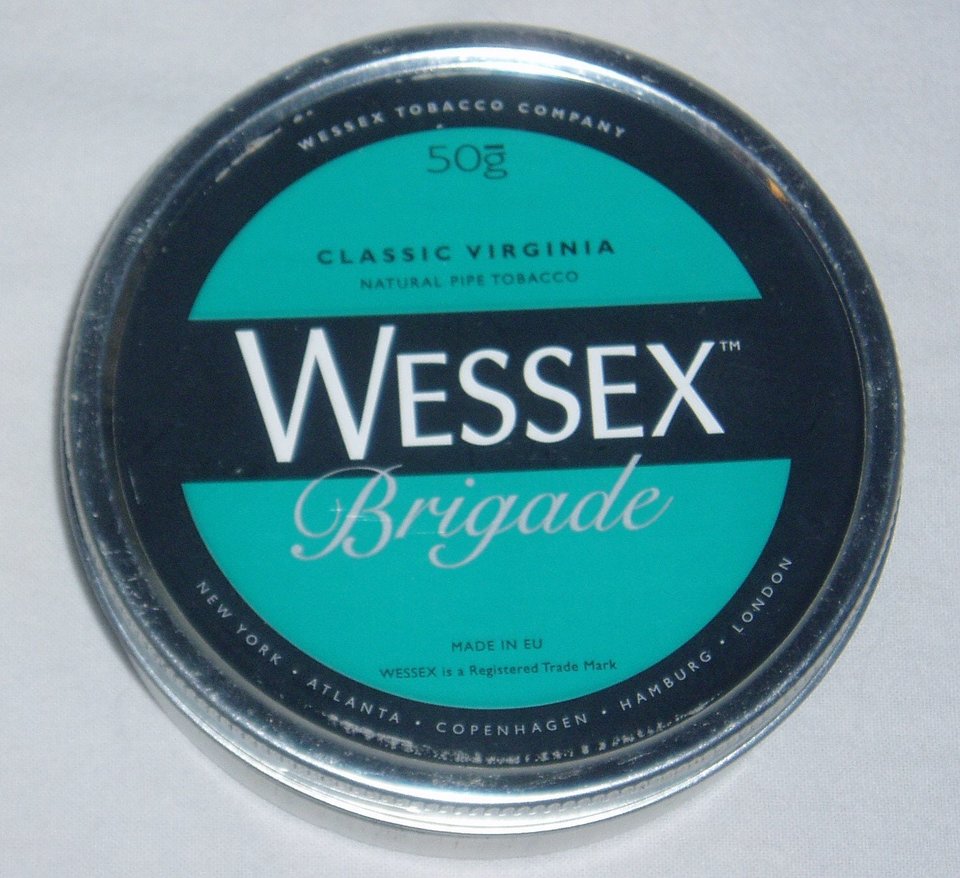 WESSEX TOBACCO COMPANY
50g
CLASSIC VIRGINIA
NATURAL PIPE TOBACCO
WESSEX™
Brigade
MADE IN EU
WESSEX is a Registered Trade Mark
NEW YORK • ATLANTA • COPENHAGEN • HAMBURG • LONDON